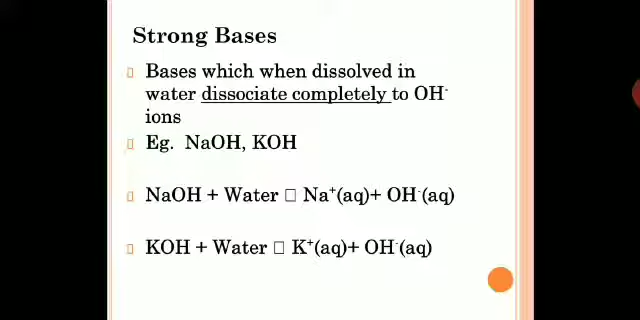 Strong Bases
▯ Bases which when dissolved in
water dissociate completely to OH⁻
ions
▯ Eg. NaOH, KOH
▯ NaOH + Water □ Na⁺(aq)+ OH⁻(aq)
▯ KOH + Water □ K⁺(aq)+ OH⁻(aq)